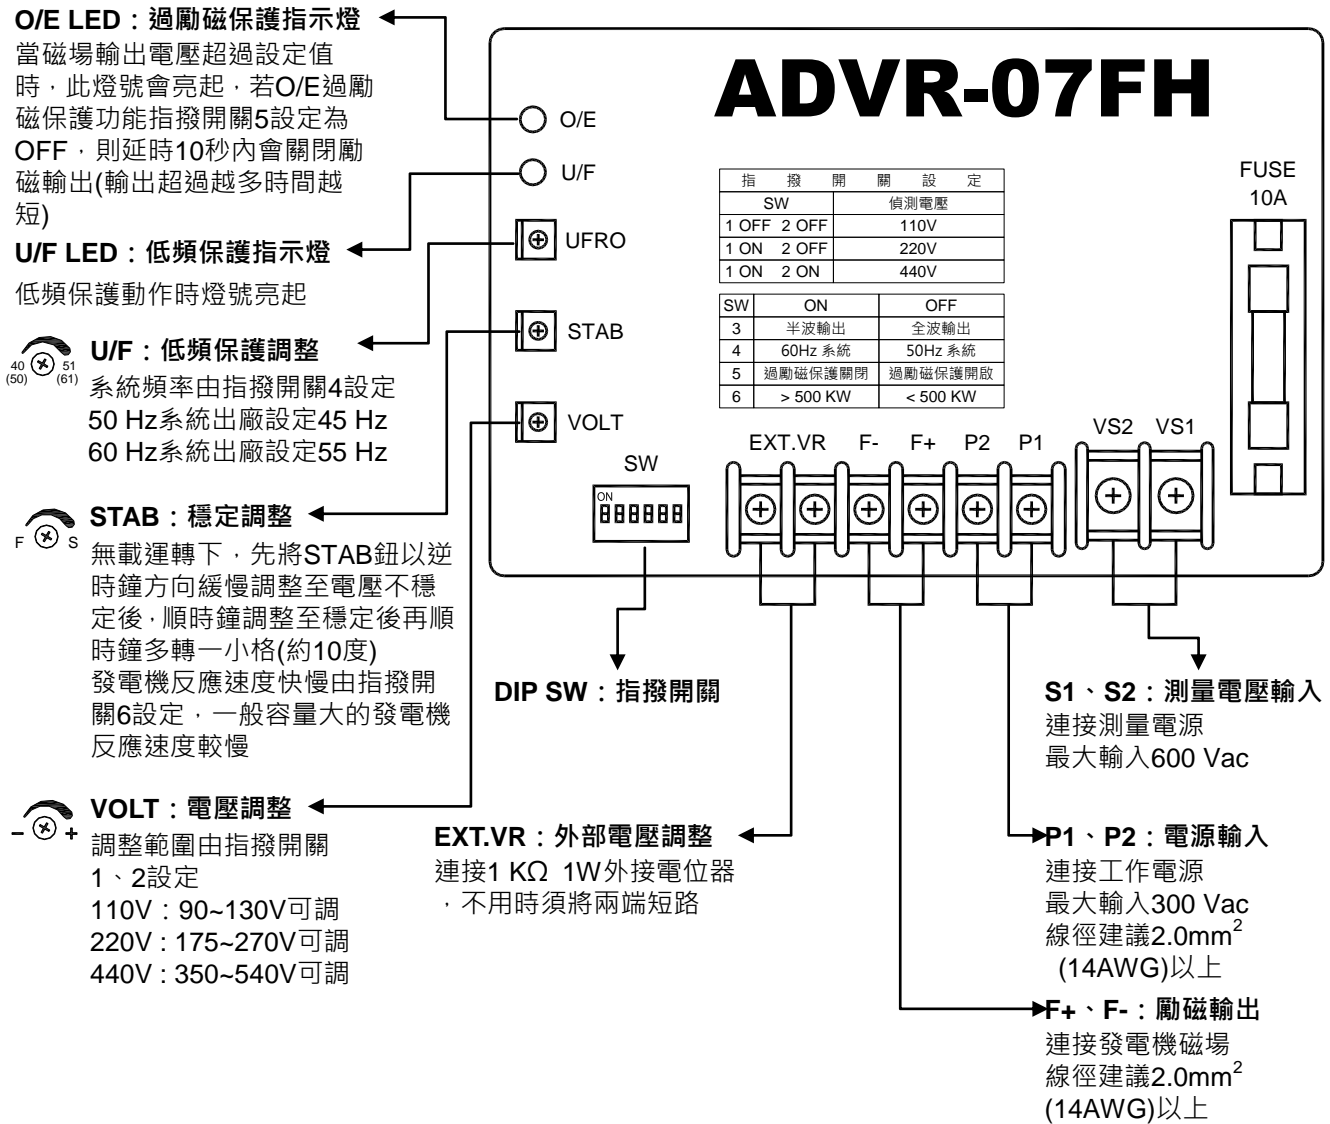 O/E LED：過勵磁保護指示燈
當磁場輸出電壓超過設定值
時，此燈號會亮起，若O/E過勵
磁保護功能指撥開關5設定為
OFF，則延時10秒內會關閉勵
磁輸出(輸出超過越多時間越
短)
U/F LED：低頻保護指示燈
低頻保護動作時燈號亮起
40 51
(50) (61)
U/F：低頻保護調整
系統頻率由指撥開關4設定
50 Hz系統出廠設定45 Hz
60 Hz系統出廠設定55 Hz
F S
STAB：穩定調整
無載運轉下，先將STAB鈕以逆
時鐘方向緩慢調整至電壓不穩
定後，順時鐘調整至穩定後再順
時鐘多轉一小格(約10度)
發電機反應速度快慢由指撥開
關6設定，一般容量大的發電機
反應速度較慢
− +
VOLT：電壓調整
調整範圍由指撥開關
1、2設定
110V : 90~130V可調
220V : 175~270V可調
440V : 350~540V可調
ADVR-07FH
O/E
U/F
UFRO
STAB
VOLT
指撥開關設定
SW 偵測電壓
1 OFF 2 OFF 110V
1 ON 2 OFF 220V
1 ON 2 ON 440V
SW ON OFF
3 半波輸出 全波輸出
4 60Hz 系統 50Hz 系統
5 過勵磁保護關閉 過勵磁保護開啟
6 > 500 KW < 500 KW
FUSE
10A
SW
ON
EXT.VR F- F+ P2 P1
VS2 VS1
DIP SW：指撥開關
EXT.VR：外部電壓調整
連接1 KΩ 1W外接電位器
，不用時須將兩端短路
S1、S2：測量電壓輸入
連接測量電源
最大輸入600 Vac
P1、P2：電源輸入
連接工作電源
最大輸入300 Vac
線徑建議2.0mm²
(14AWG)以上
F+、F-：勵磁輸出
連接發電機磁場
線徑建議2.0mm²
(14AWG)以上